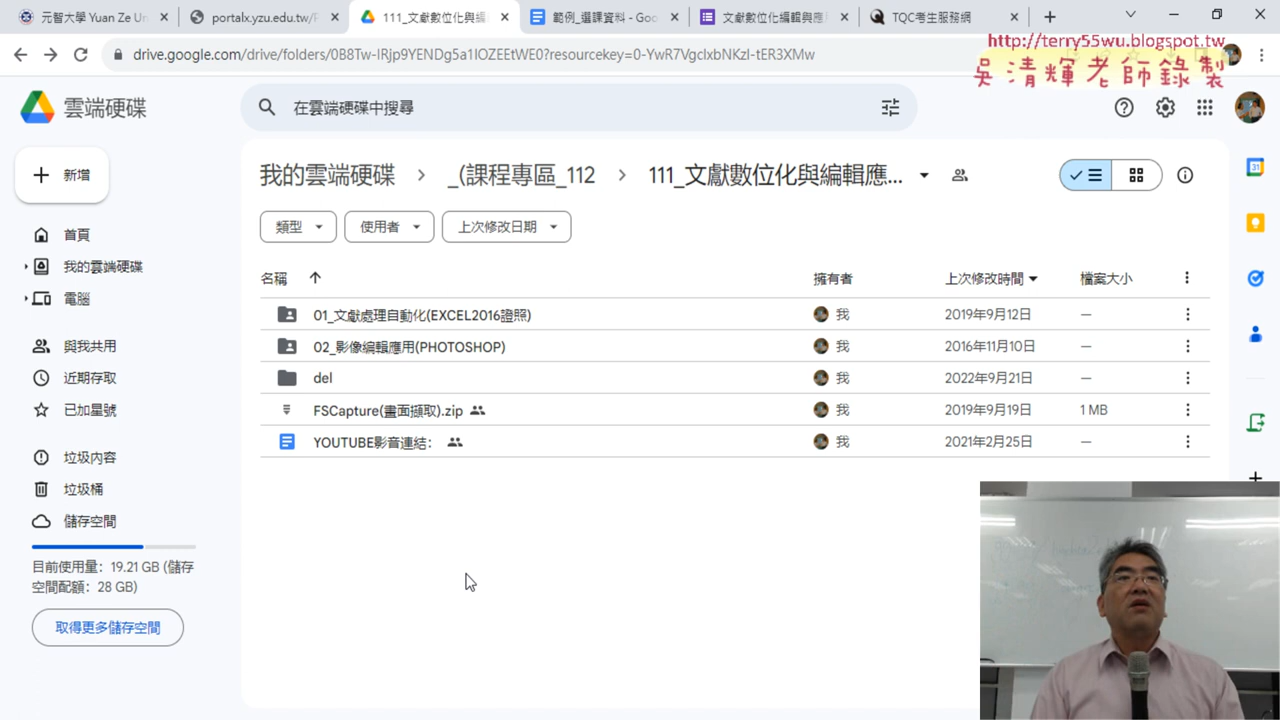 元智大學 Yuan Ze Un
portalx.yzu.edu.tw/P
111_文獻數位化與編
範例_選課資料 - Goo
文獻數位化編輯與應
TQC考生服務網
http://terry55wu.blogspot.tw
drive.google.com/drive/folders/0B8Tw-lRjp9YENDg5a1lOZEEtWE0?resourcekey=0-YwR7VgclxbNKzl-tER3XMw
吳清輝老師錄製
雲端硬碟
在雲端硬碟中搜尋
新增
我的雲端硬碟 › _(課程專區_112 › 111_文獻數位化與編輯應...
類型
使用者
上次修改日期
首頁
我的雲端硬碟
電腦
與我共用
近期存取
已加星號
垃圾內容
垃圾桶
儲存空間
目前使用量：19.21 GB (儲存
空間配額：28 GB)
取得更多儲存空間
名稱 擁有者 上次修改時間 檔案大小
01_文獻處理自動化(EXCEL2016證照) 我 2019年9月12日 —
02_影像編輯應用(PHOTOSHOP) 我 2016年11月10日 —
del 我 2022年9月21日 —
FSCapture(畫面擷取).zip 我 2019年9月19日 1 MB
YOUTUBE影音連結： 我 2021年2月25日 —